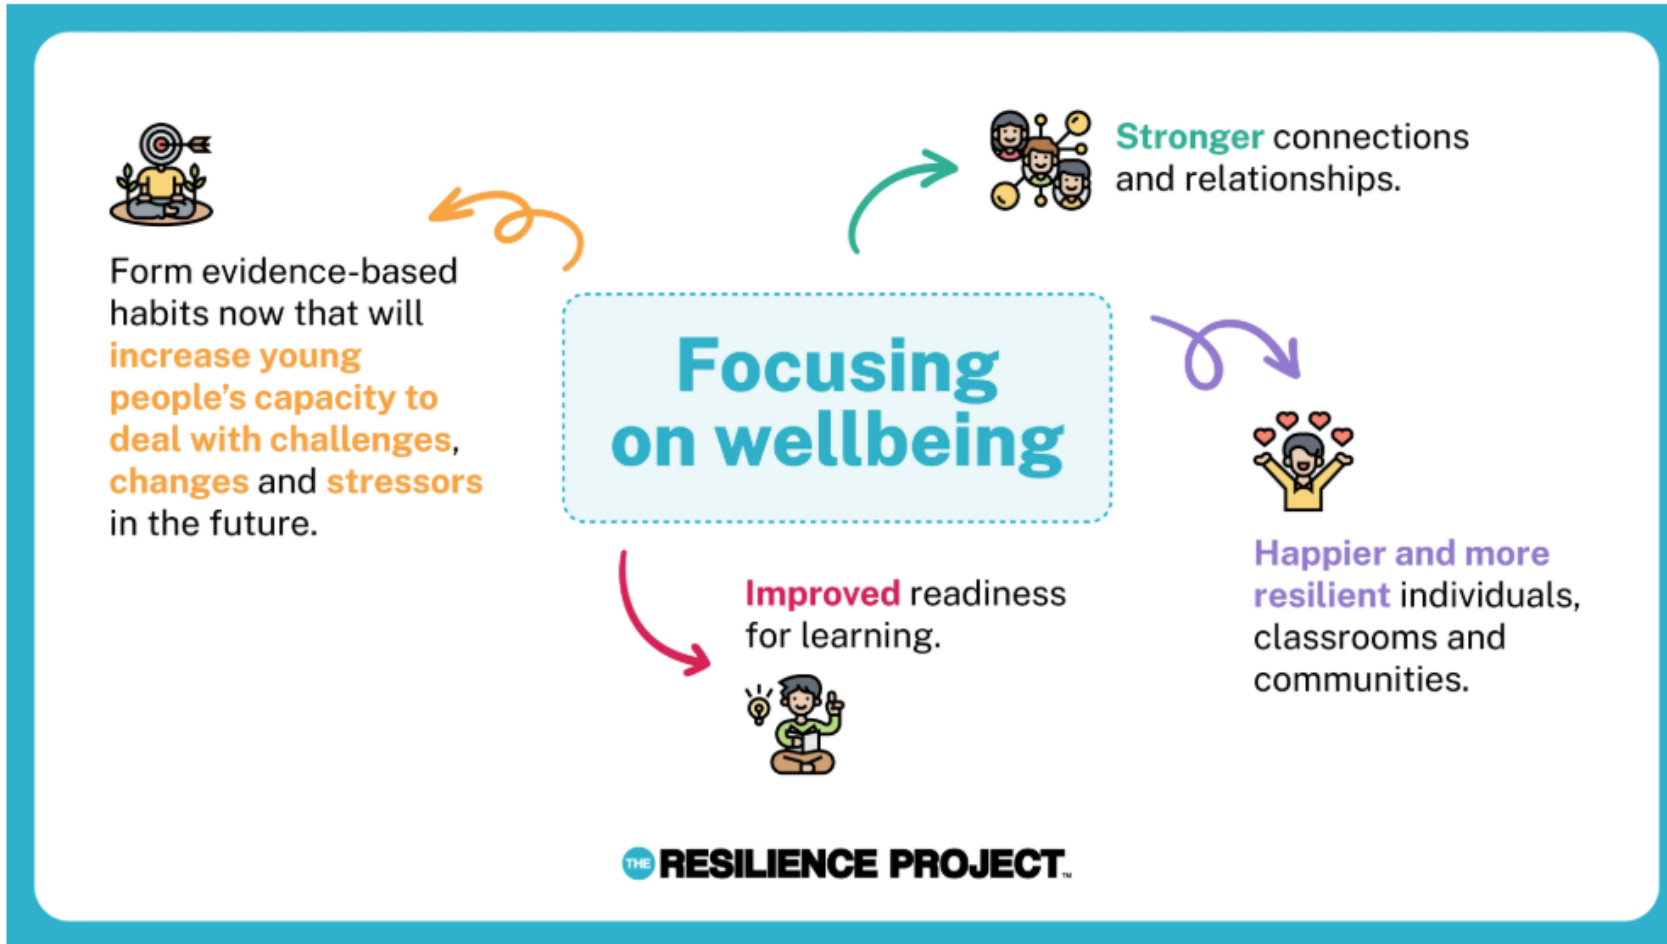 Form evidence-based
habits now that will
increase young
people's capacity to
deal with challenges,
changes and stressors
in the future.
Focusing
on wellbeing
Stronger connections
and relationships.
Happier and more
resilient individuals,
classrooms and
communities.
Improved readiness
for learning.
THE RESILIENCE PROJECT™